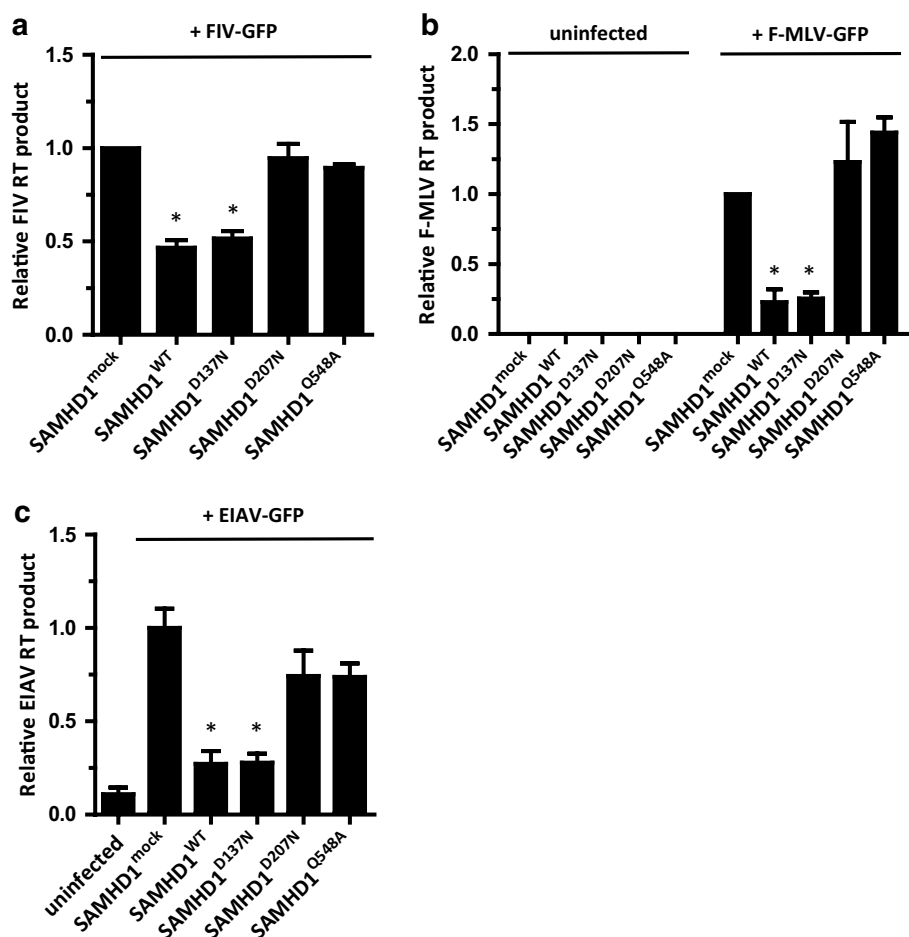 a
+ FIV-GFP
Relative FIV RT product
1.5
1.0
0.5
0.0
*
*
SAMHD1mock
SAMHD1WT
SAMHD1D137N
SAMHD1D207N
SAMHD1Q548A
b
uninfected
+ F-MLV-GFP
Relative F-MLV RT product
2.0
1.5
1.0
0.5
0.0
*
*
SAMHD1mock
SAMHD1WT
SAMHD1D137N
SAMHD1D207N
SAMHD1Q548A
SAMHD1mock
SAMHD1WT
SAMHD1D137N
SAMHD1D207N
SAMHD1Q548A
c
+ EIAV-GFP
Relative EIAV RT product
1.5
1.0
0.5
0.0
*
*
uninfected
SAMHD1mock
SAMHD1WT
SAMHD1D137N
SAMHD1D207N
SAMHD1Q548A